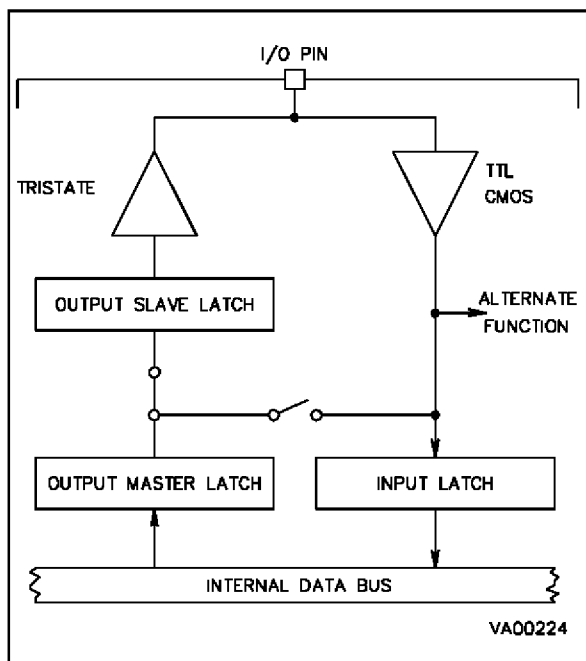 I/O PIN
TRISTATE
TTL
CMOS
OUTPUT SLAVE LATCH
ALTERNATE
FUNCTION
OUTPUT MASTER LATCH
INPUT LATCH
INTERNAL DATA BUS
VA00224